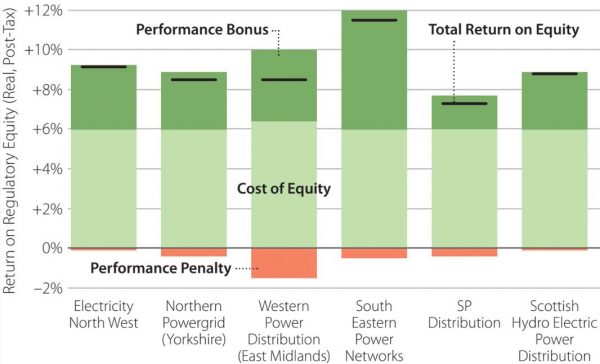 Return on Regulatory Equity (Real, Post-Tax)
+12%
+10%
+8%
+6%
+4%
+2%
0%
–2%
Performance Bonus
Total Return on Equity
Cost of Equity
Performance Penalty
Electricity
North West
Northern
Powergrid
(Yorkshire)
Western
Power
Distribution
(East Midlands)
South
Eastern
Power
Networks
SP
Distribution
Scottish
Hydro Electric
Power
Distribution